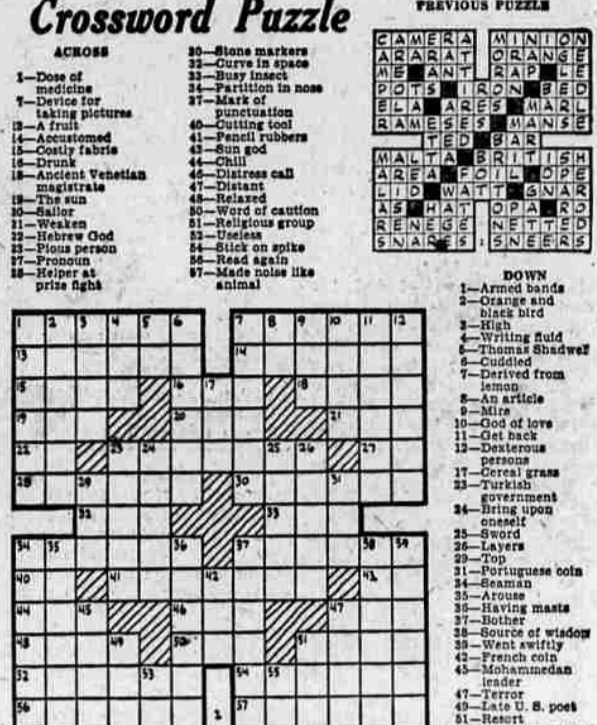 Crossword Puzzle
ACROSS
1—Dose of
medicine
7—Device for
taking pictures
13—A fruit
14—Accustomed
15—Costly fabric
16—Drunk
18—Ancient Venetian
magistrate
19—The sun
20—Sailor
21—Weaken
22—Hebrew God
23—Pious person
27—Pronoun
28—Helper at
prize fight
30—Stone markers
32—Curve in space
33—Busy insect
34—Partition in nose
37—Mark of
punctuation
40—Cutting tool
41—Pencil rubbers
43—Sun god
44—Chill
46—Distress call
47—Distant
48—Relaxed
50—Word of caution
51—Religious group
52—Useless
54—Stick on spike
56—Read again
57—Made noise like
animal
PREVIOUS PUZZLE
CAMERA MINION
ARARAT ORANGE
ME ANT RAP LE
POTS IRON BED
ELA ARES MARL
RAMESES MANSE
TED BAR
MALTA BRITISH
AREA FOIL OPE
LID WATT GNAR
AS HAT OPA RO
RENEGE NETTED
SNARES SNEERS
DOWN
1—Armed bands
2—Orange and
black bird
3—High
4—Writing fluid
5—Thomas Shadwell
6—Cuddled
7—Derived from
lemon
8—An article
9—Mire
10—God of love
11—Get back
12—Dexterous
persons
17—Cereal grass
23—Turkish
government
24—Bring upon
oneself
25—Sword
26—Layers
29—Top
31—Portuguese coin
34—Seaman
35—Arouse
36—Having masts
37—Bother
38—Source of wisdom
39—Went swiftly
42—French coin
45—Mohammedan
leader
47—Terror
49—Late U. S. poet
51—Resort
1 2 3 4 5 6 7 8 9 10 11 12
13 14
15 16 17 18
19 20 21
22 23 24 25 26 27
28 29 30 31
32 33
34 35 36 37 38 39
40 41 42 43
44 45 46 47
48 49 50 51
52 53 54 55
56 57